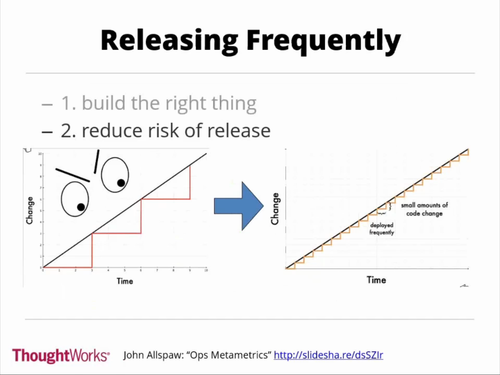 Releasing Frequently
– 1. build the right thing
– 2. reduce risk of release
Change
Time
Change
small amounts of
code change
deployed
frequently
Time
ThoughtWorks®
John Allspaw: “Ops Metametrics” http://slidesha.re/dsSZIr